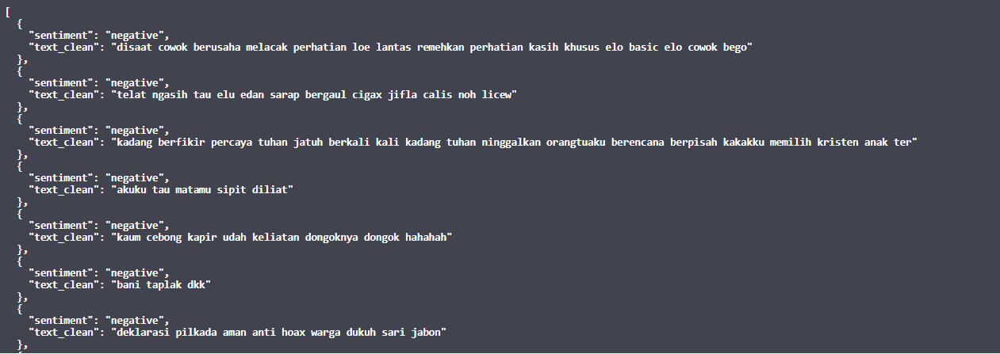 [
{
"sentiment": "negative",
"text_clean": "disaat cowok berusaha melacak perhatian loe lantas remehkan perhatian kasih khusus elo basic elo cowok bego"
},
{
"sentiment": "negative",
"text_clean": "telat ngasih tau elu edan sarap bergaul cigax jifla calis noh licew"
},
{
"sentiment": "negative",
"text_clean": "kadang berfikir percaya tuhan jatuh berkali kali kadang tuhan ninggalkan orangtuaku berencana berpisah kakakku memilih kristen anak ter"
},
{
"sentiment": "negative",
"text_clean": "akuku tau matamu sipit diliat"
},
{
"sentiment": "negative",
"text_clean": "kaum cebong kapir udah keliatan dongoknya dongok hahahah"
},
{
"sentiment": "negative",
"text_clean": "bani taplak dkk"
},
{
"sentiment": "negative",
"text_clean": "deklarasi pilkada aman anti hoax warga dukuh sari jabon"
},